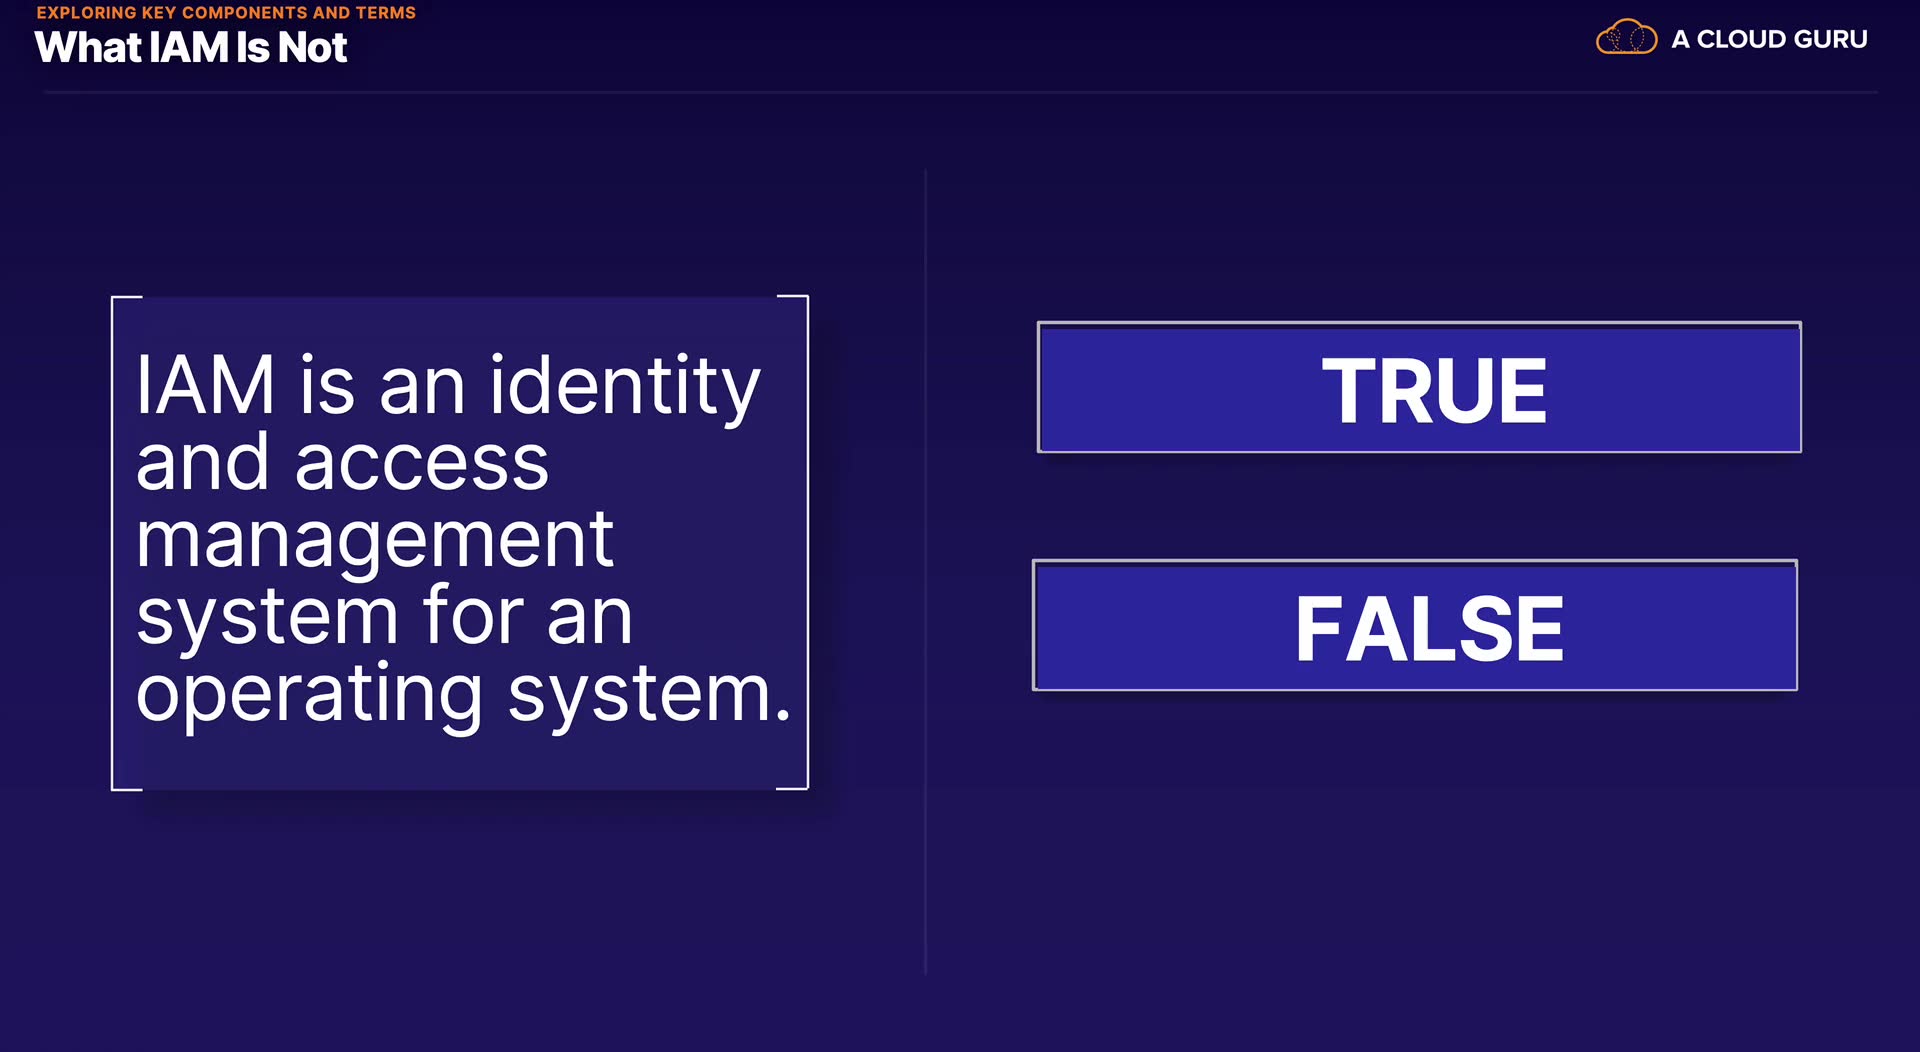 EXPLORING KEY COMPONENTS AND TERMS
What IAM Is Not
A CLOUD GURU
IAM is an identity
and access
management
system for an
operating system.
TRUE
FALSE